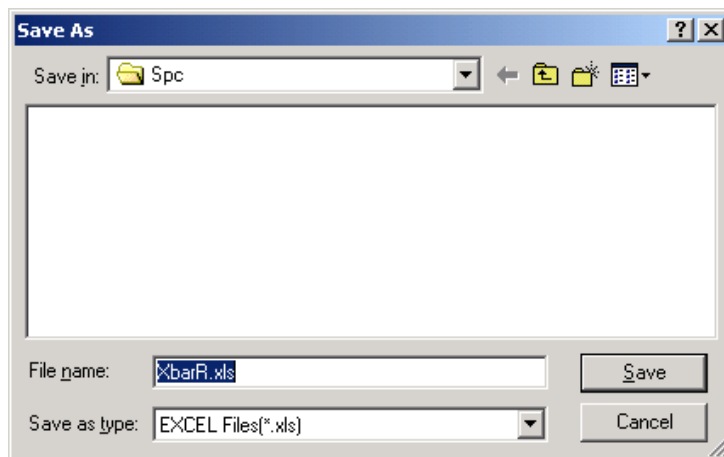 Save As
Save in: Spc
File name: XbarR.xls Save
Save as type: EXCEL Files(*.xls) Cancel